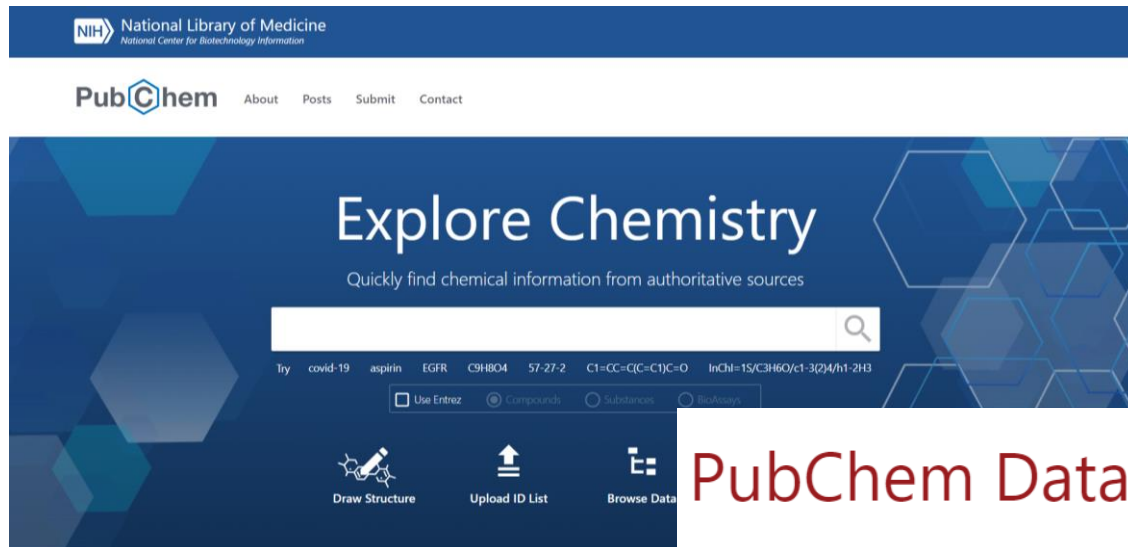 NIH National Library of Medicine
National Center for Biotechnology Information
PubChem About Posts Submit Contact
Explore Chemistry
Quickly find chemical information from authoritative sources
Try covid-19 aspirin EGFR C9H8O4 57-27-2 C1=CC=C(C=C1)C=O InChI=1S/C3H6O/c1-3(2)4/h1-2H3
Use Entrez Compounds Substances BioAssays
Draw Structure Upload ID List Browse Data
PubChem Data